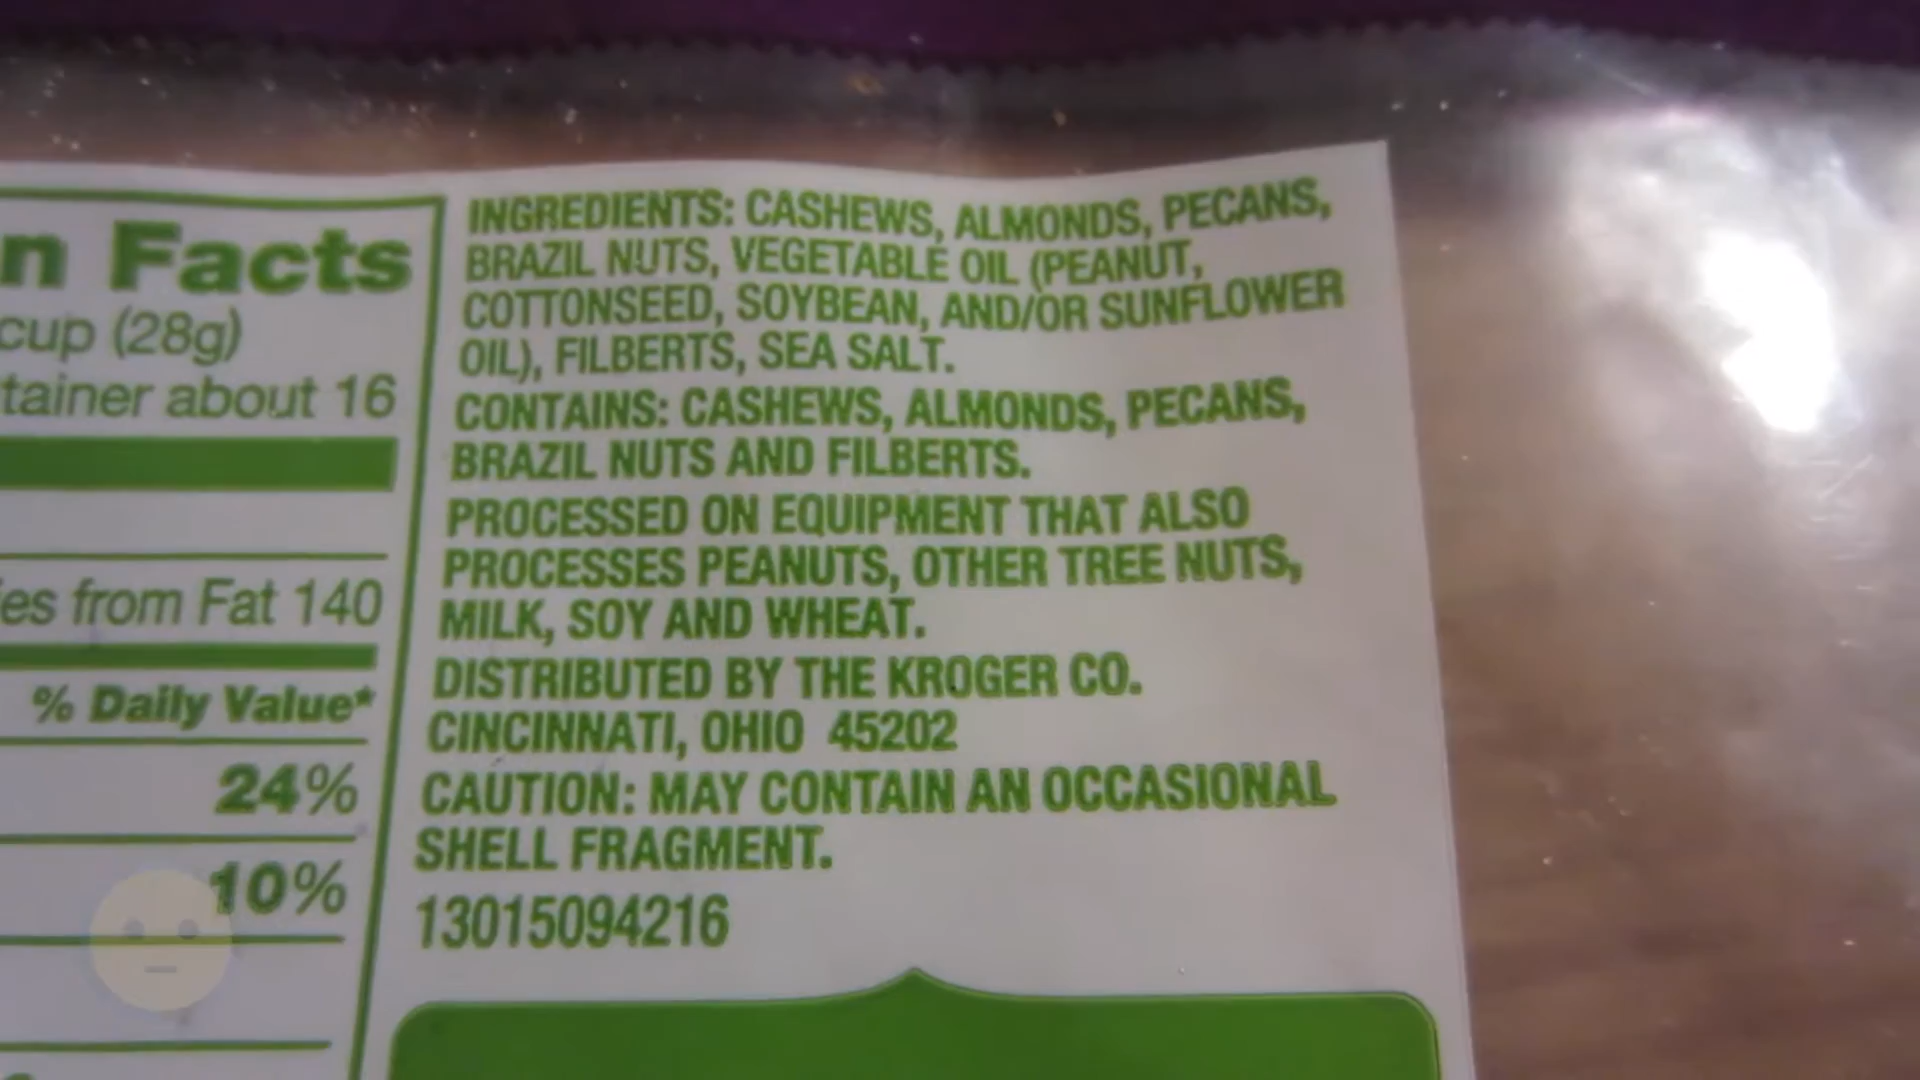 n Facts
cup (28g)
tainer about 16
es from Fat 140
% Daily Value*
24%
10%
INGREDIENTS: CASHEWS, ALMONDS, PECANS,
BRAZIL NUTS, VEGETABLE OIL (PEANUT,
COTTONSEED, SOYBEAN, AND/OR SUNFLOWER
OIL), FILBERTS, SEA SALT.
CONTAINS: CASHEWS, ALMONDS, PECANS,
BRAZIL NUTS AND FILBERTS.
PROCESSED ON EQUIPMENT THAT ALSO
PROCESSES PEANUTS, OTHER TREE NUTS,
MILK, SOY AND WHEAT.
DISTRIBUTED BY THE KROGER CO.
CINCINNATI, OHIO 45202
CAUTION: MAY CONTAIN AN OCCASIONAL
SHELL FRAGMENT.
13015094216